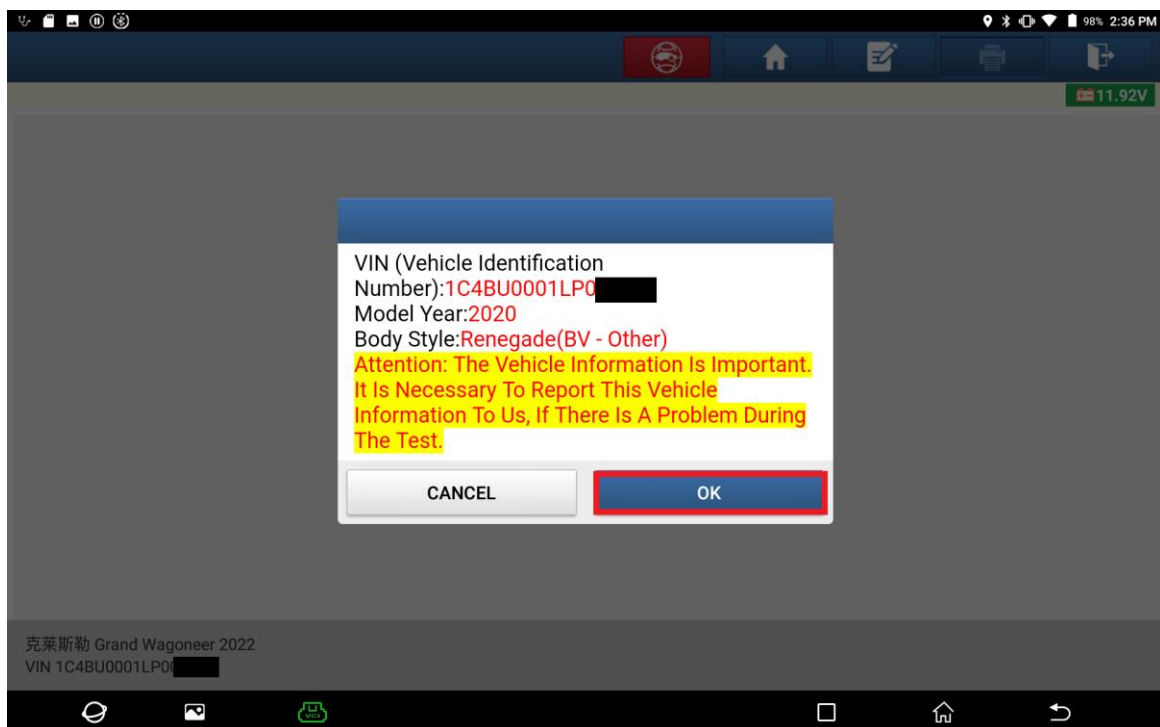 98% 2:36 PM
11.92V
VIN (Vehicle Identification
Number):1C4BU0001LP0
Model Year:2020
Body Style:Renegade(BV - Other)
Attention: The Vehicle Information Is Important.
It Is Necessary To Report This Vehicle
Information To Us, If There Is A Problem During
The Test.
CANCEL
OK
克莱斯勒 Grand Wagoneer 2022
VIN 1C4BU0001LP0
VCI